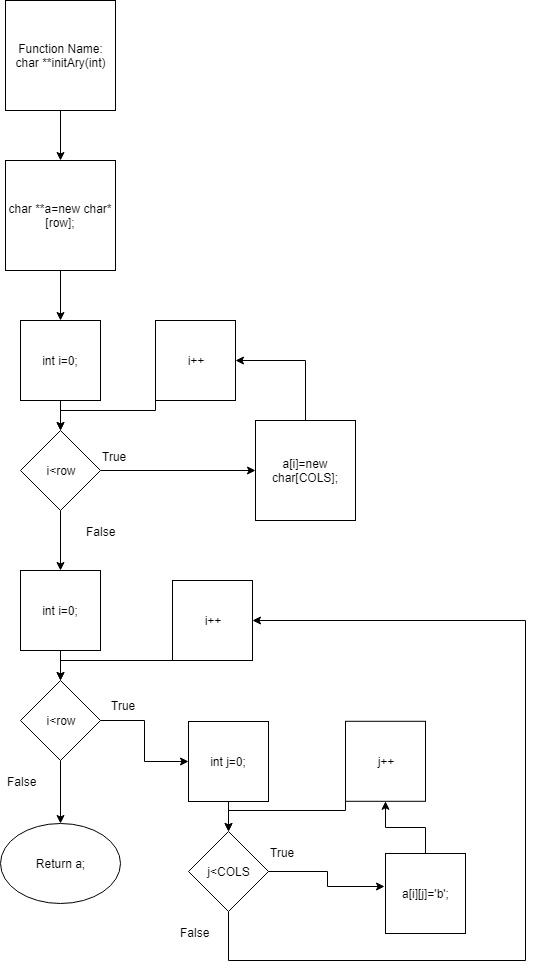 Function Name:
char **initAry(int)
char **a=new char*
[row];
int i=0;
i++
i<row
True
a[i]=new
char[COLS];
False
int i=0;
i++
i<row
True
int j=0;
j++
False
Return a;
j<COLS
True
a[i][j]='b';
False